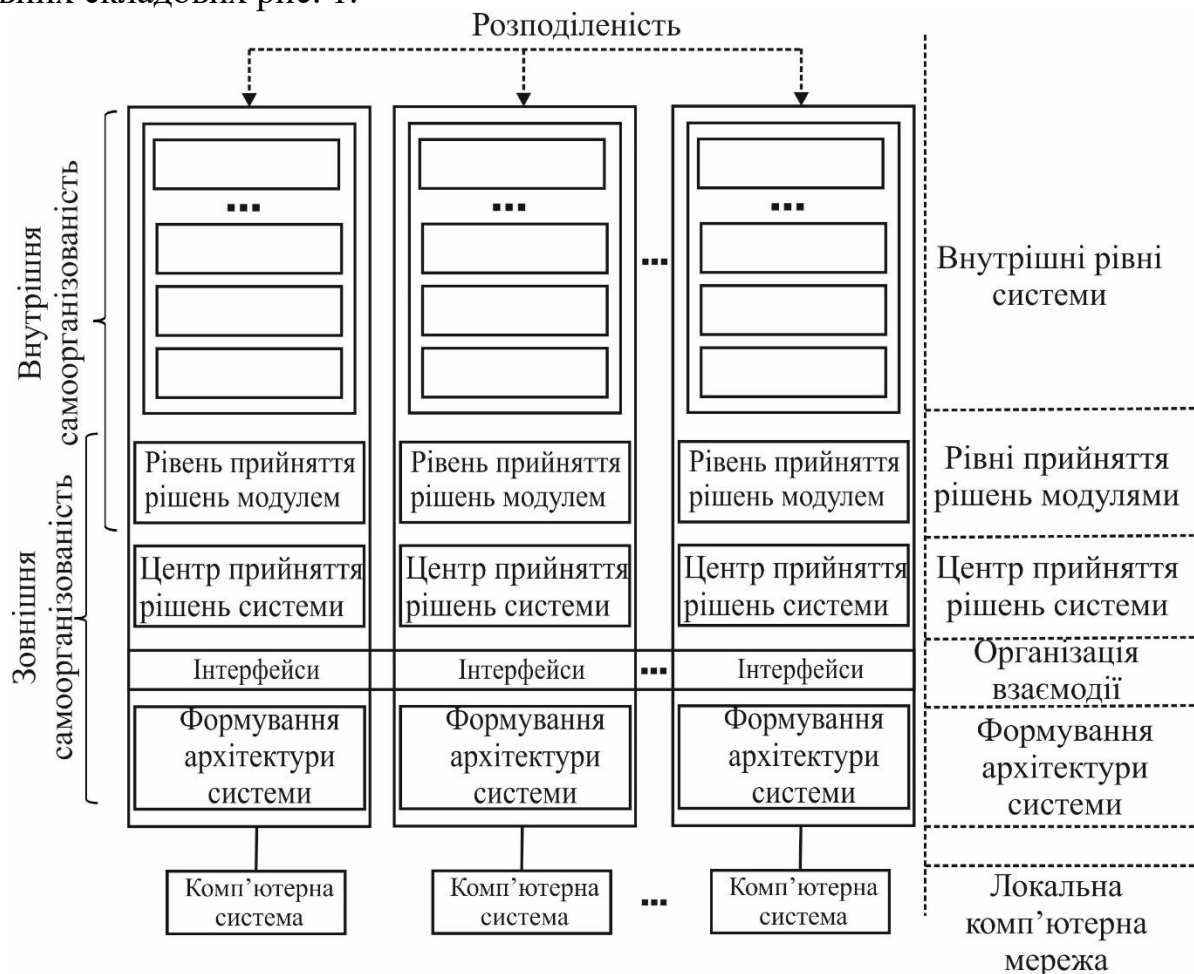 складових рис. 1.
Розподіленість
Внутрішня
самоорганізованість
Внутрішні рівні
системи
...
...
...
...
Зовнішня
самоорганізованість
Рівень прийняття
рішень модулем
Рівень прийняття
рішень модулем
Рівень прийняття
рішень модулем
Рівні прийняття
рішень модулями
Центр прийняття
рішень системи
Центр прийняття
рішень системи
Центр прийняття
рішень системи
Центр прийняття
рішень системи
Інтерфейси
Інтерфейси
...
Інтерфейси
Організація
взаємодії
Формування
архітектури
системи
Формування
архітектури
системи
Формування
архітектури
системи
Формування
архітектури
системи
Комп’ютерна
система
Комп’ютерна
система
...
Комп’ютерна
система
Локальна
комп’ютерна
мережа